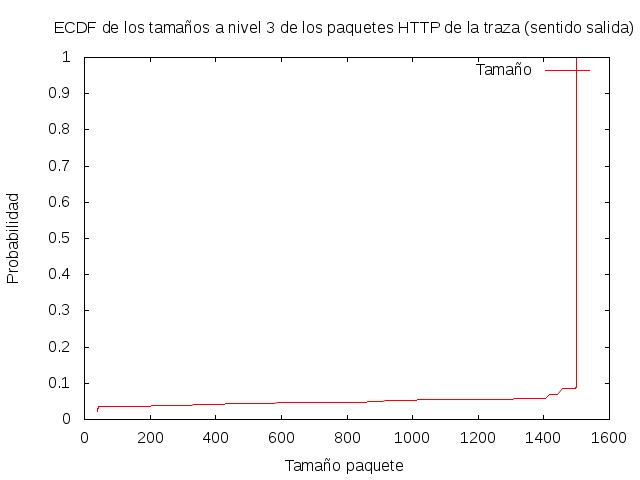 ECDF de los tamaños a nivel 3 de los paquetes HTTP de la traza (sentido salida)
1
Tamaño
0.9
0.8
0.7
0.6
0.5
0.4
0.3
0.2
0.1
0
Probabilidad
0 200 400 600 800 1000 1200 1400 1600
Tamaño paquete